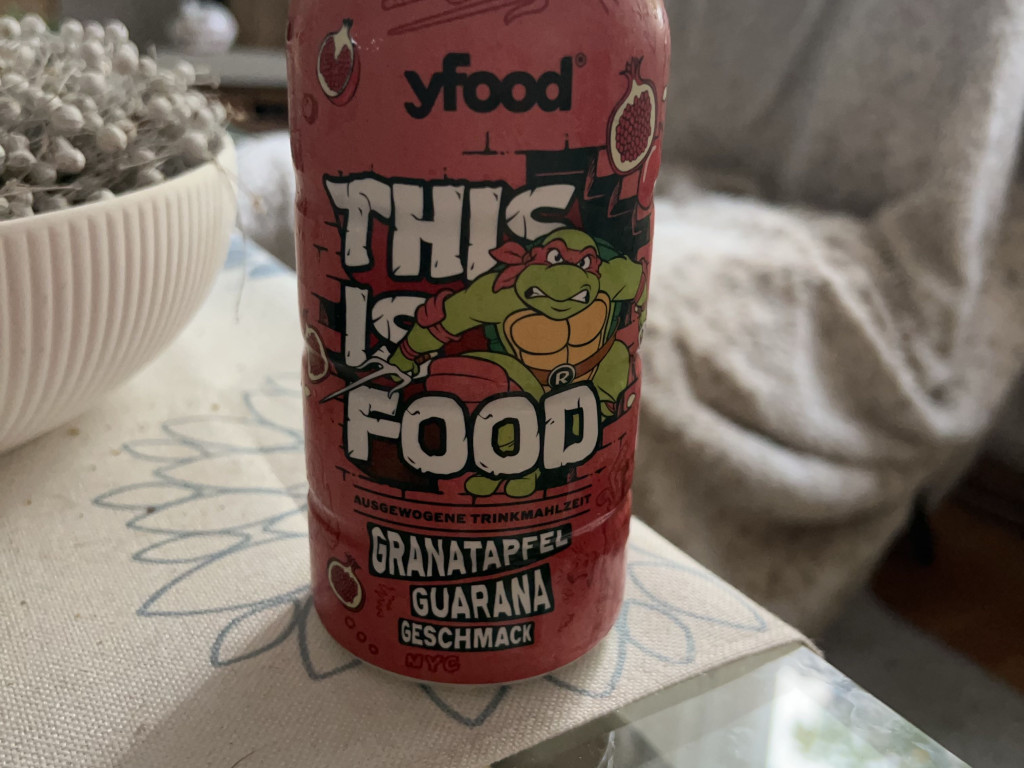 yfood®
THIS
IS
FOOD
R
AUSGEWOGENE TRINKMAHLZEIT
GRANATAPFEL
GUARANA
GESCHMACK
NYC